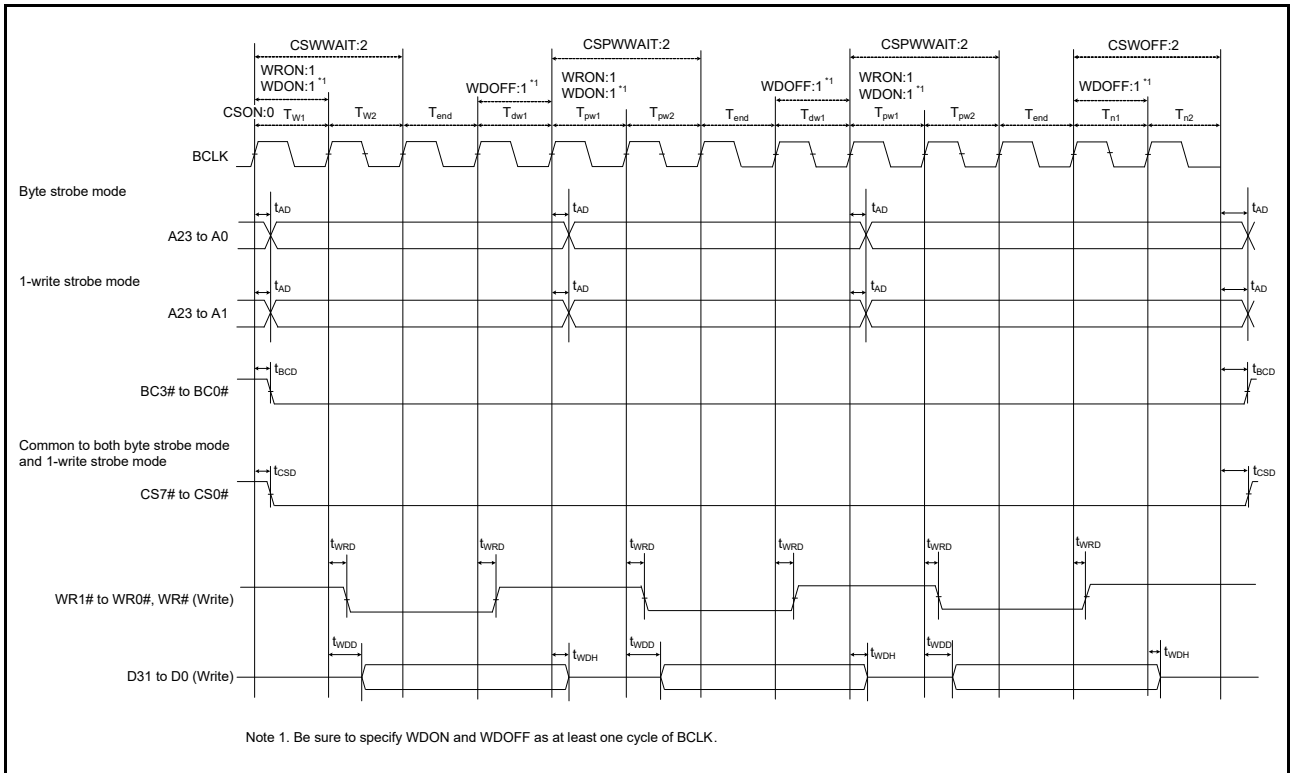 CSWWAIT:2 CSPWWAIT:2 CSPWWAIT:2 CSWOFF:2
WRON:1 WRON:1 WRON:1
WDON:1 *1 WDOFF:1 *1 WDON:1 *1 WDOFF:1 *1 WDON:1 *1 WDOFF:1 *1
CSON:0 TW1 TW2 Tend Tdw1 Tpw1 Tpw2 Tend Tdw1 Tpw1 Tpw2 Tend Tn1 Tn2
BCLK
Byte strobe mode
tAD tAD tAD tAD
A23 to A0
1-write strobe mode
tAD tAD tAD tAD
A23 to A1
tBCD tBCD
BC3# to BC0#
Common to both byte strobe mode
and 1-write strobe mode
tCSD tCSD
CS7# to CS0#
tWRD tWRD tWRD tWRD tWRD tWRD
WR1# to WR0#, WR# (Write)
tWDD tWDH tWDD tWDH tWDD tWDH
D31 to D0 (Write)
Note 1. Be sure to specify WDON and WDOFF as at least one cycle of BCLK.